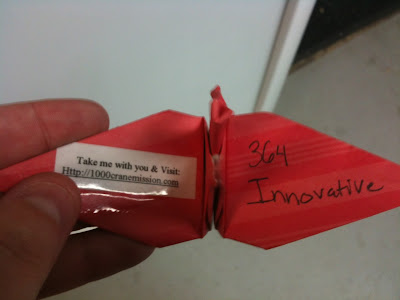 Take me with you & Visit:
Http://1000cranemission.com
364
Innovative